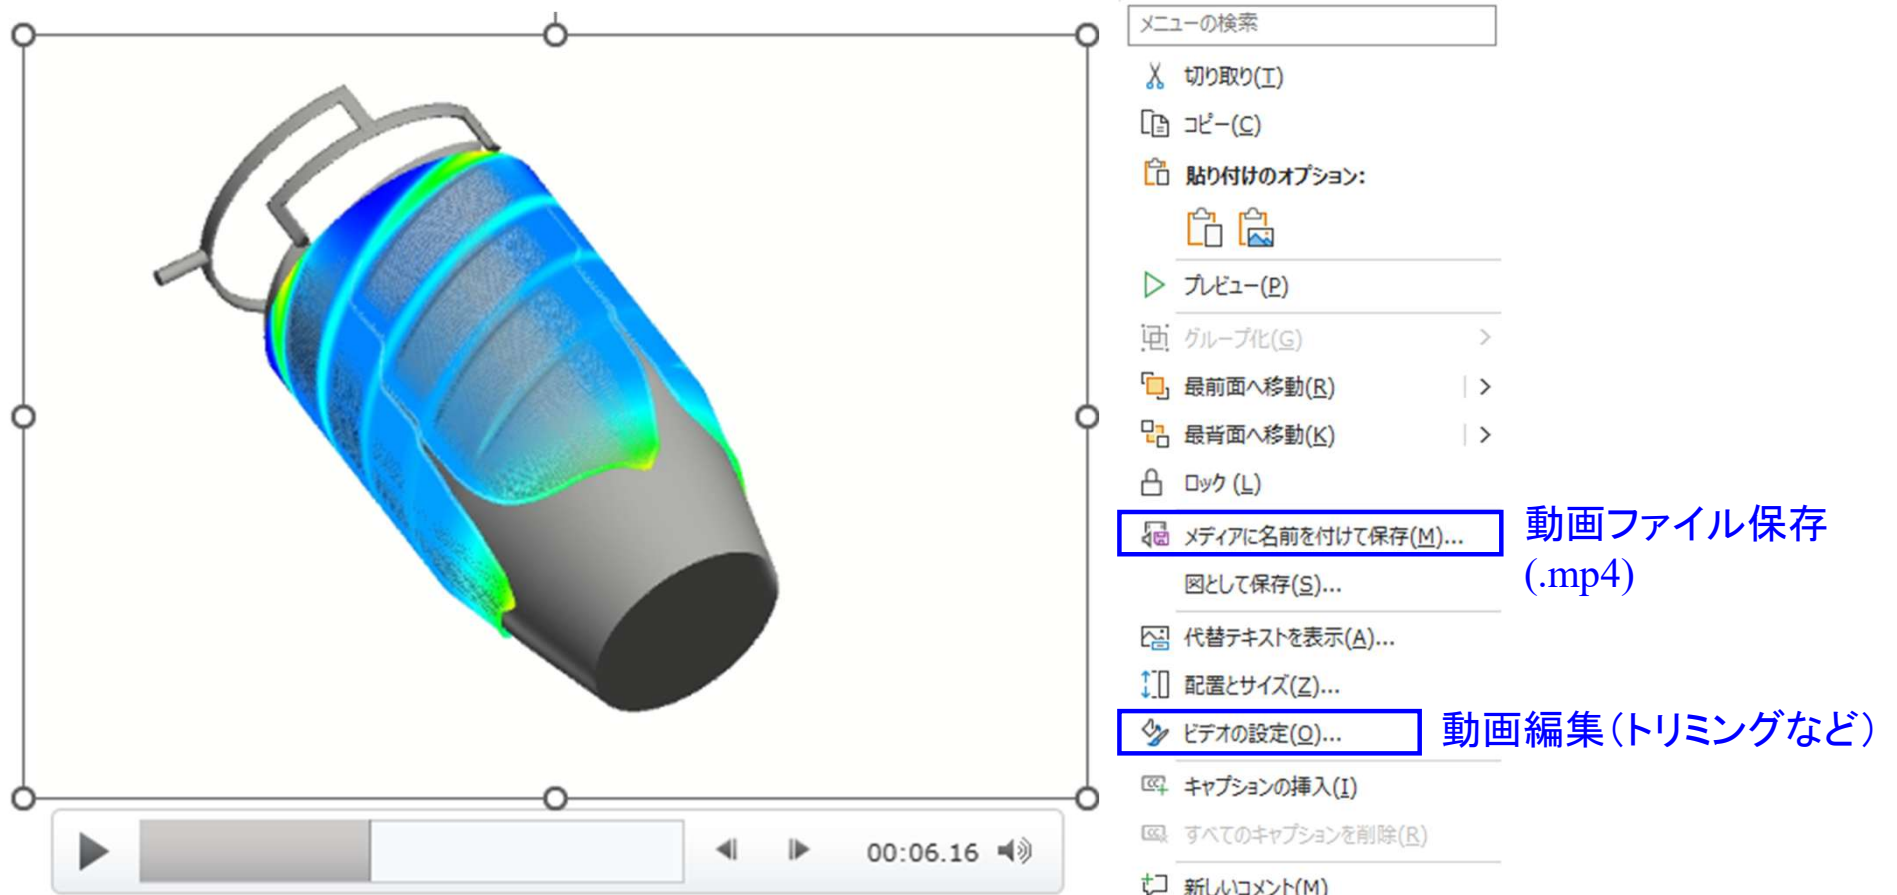 メニューの検索
切り取り(T)
コピー(C)
貼り付けのオプション:
プレビュー(P)
グループ化(G)
最前面へ移動(R)
最背面へ移動(K)
ロック (L)
メディアに名前を付けて保存(M)...
動画ファイル保存
(.mp4)
図として保存(S)...
代替テキストを表示(A)...
配置とサイズ(Z)...
ビデオの設定(O)...
動画編集（トリミングなど）
キャプションの挿入(I)
すべてのキャプションを削除(R)
新しいコメント(M)
00:06.16